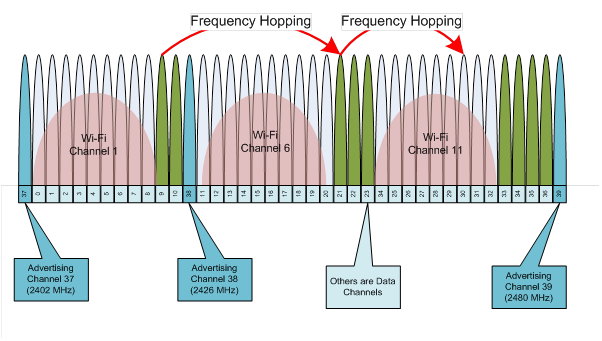 Frequency Hopping
Frequency Hopping
Wi-Fi
Channel 1
Wi-Fi
Channel 6
Wi-Fi
Channel 11
37 0 1 2 3 4 5 6 7 8 9 10 38 11 12 13 14 15 16 17 18 19 20 21 22 23 34 25 26 27 28 29 30 31 32 33 34 35 36 39
Advertising
Channel 37
(2402 MHz)
Advertising
Channel 38
(2426 MHz)
Others are Data
Channels
Advertising
Channel 39
(2480 MHz)